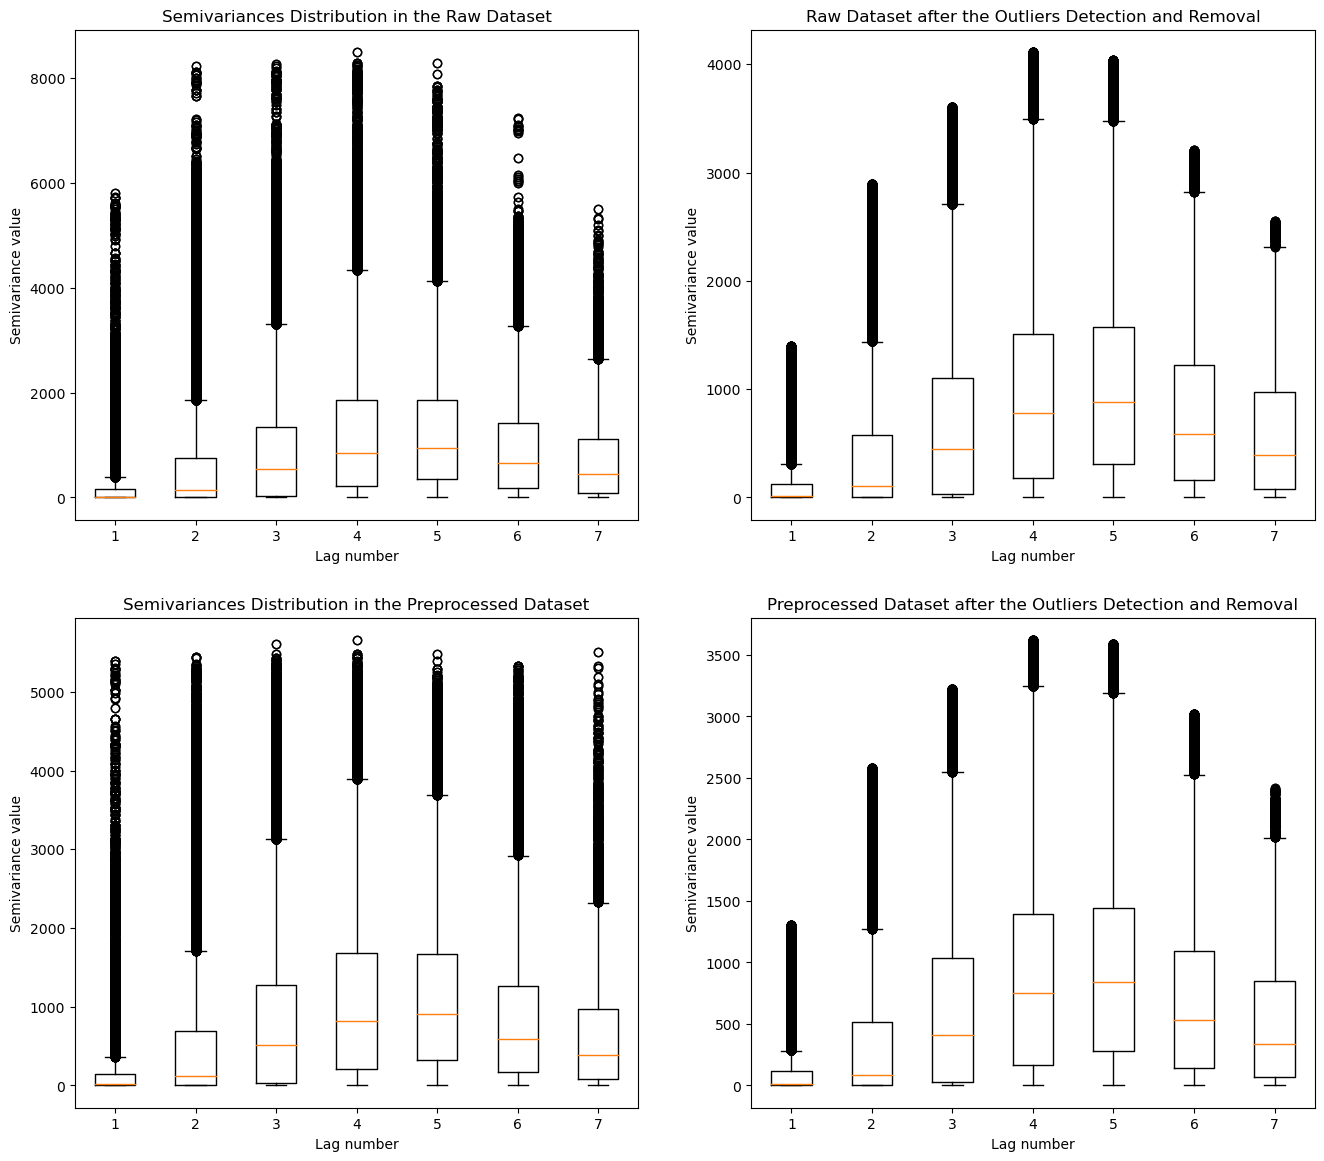 Semivariances Distribution in the Raw Dataset
8000
6000
4000
2000
0
Semivariance value
1 2 3 4 5 6 7
Lag number
Raw Dataset after the Outliers Detection and Removal
4000
3000
2000
1000
0
Semivariance value
1 2 3 4 5 6 7
Lag number
Semivariances Distribution in the Preprocessed Dataset
5000
4000
3000
2000
1000
0
Semivariance value
1 2 3 4 5 6 7
Lag number
Preprocessed Dataset after the Outliers Detection and Removal
3500
3000
2500
2000
1500
1000
500
0
Semivariance value
1 2 3 4 5 6 7
Lag number